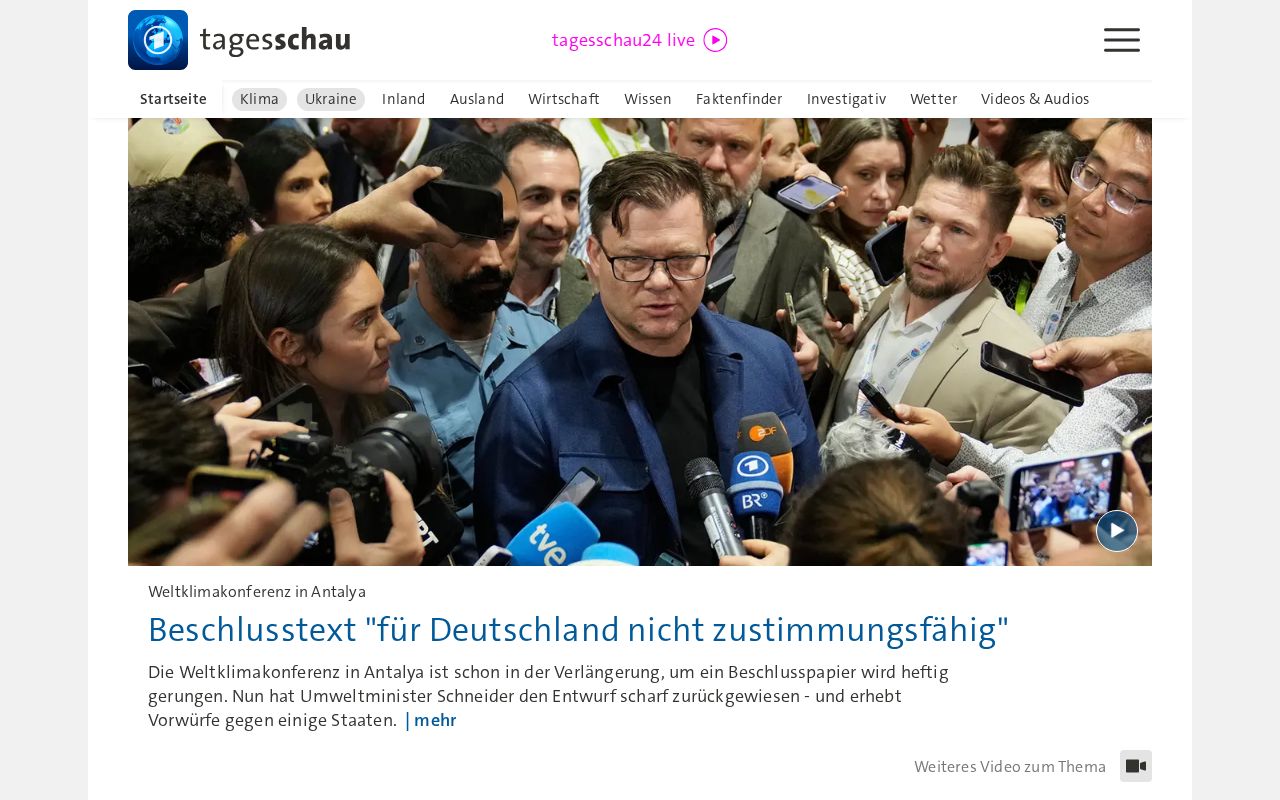 tagesschau
tagesschau24 live
Startseite
Klima
Ukraine
Inland
Ausland
Wirtschaft
Wissen
Faktenfinder
Investigativ
Wetter
Videos & Audios
ZDF
BR
tve
Weltklimakonferenz in Antalya
Beschlusstext "für Deutschland nicht zustimmungsfähig"
Die Weltklimakonferenz in Antalya ist schon in der Verlängerung, um ein Beschlusspapier wird heftig
gerungen. Nun hat Umweltminister Schneider den Entwurf scharf zurückgewiesen - und erhebt
Vorwürfe gegen einige Staaten. | mehr
Weiteres Video zum Thema